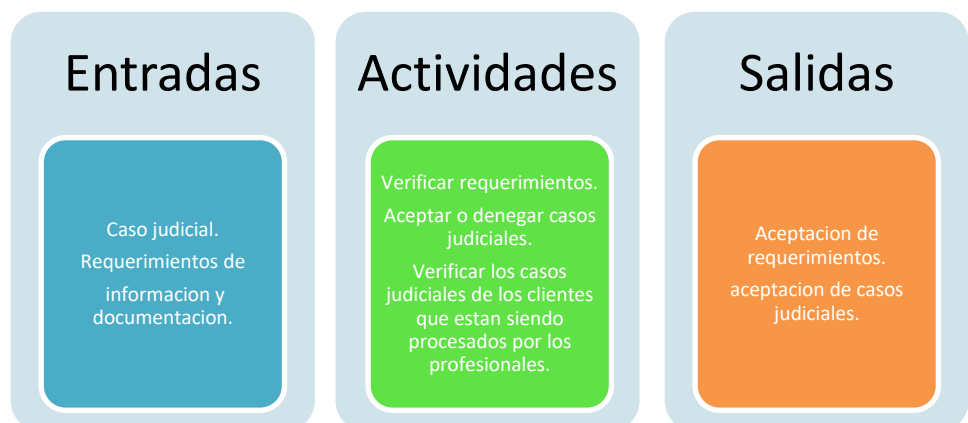 Entradas
Caso judicial.
Requerimientos de
informacion y
documentacion.
Actividades
Verificar requerimientos.
Aceptar o denegar casos
judiciales.
Verificar los casos
judiciales de los clientes
que estan siendo
procesados por los
profesionales.
Salidas
Aceptacion de
requerimientos.
aceptacion de casos
judiciales.